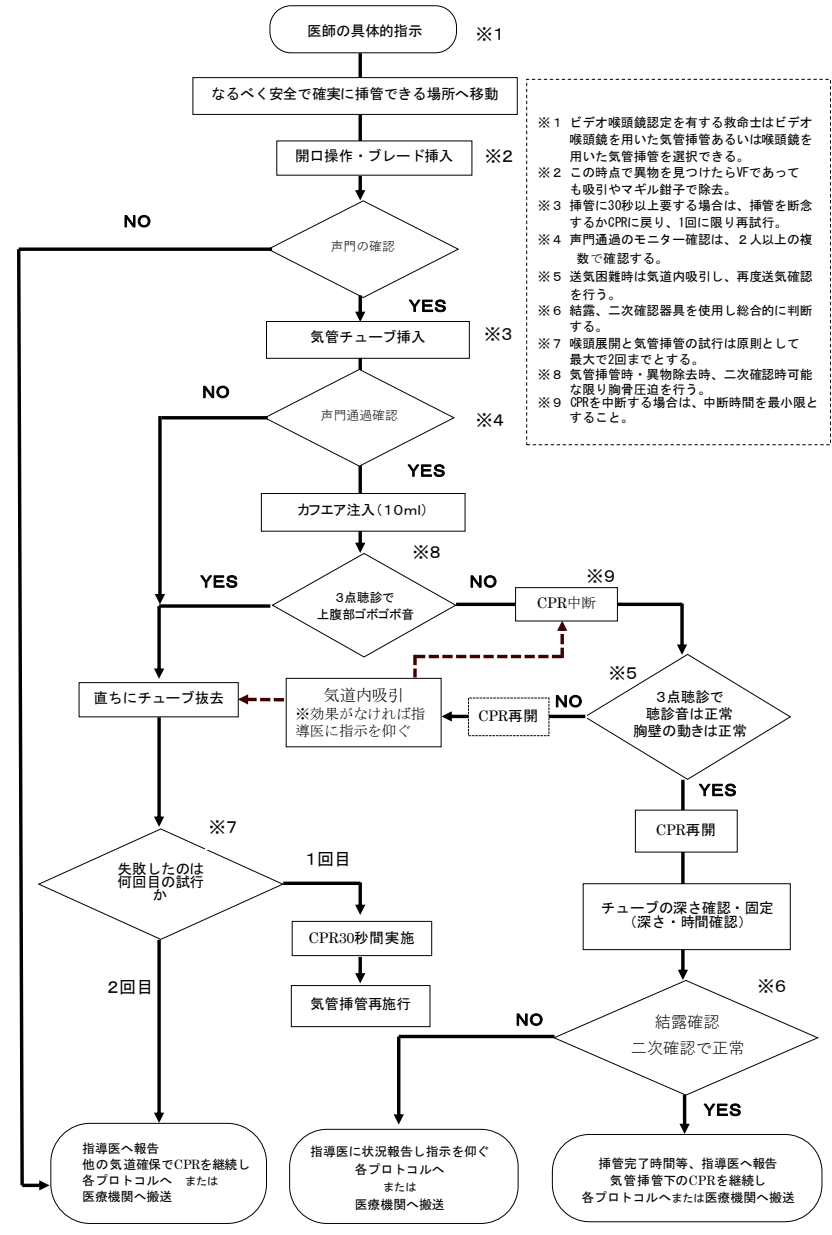 医師の具体的指示
※1
なるべく安全で確実に挿管できる場所へ移動
開口操作・ブレード挿入
※2
NO
声門の確認
YES
気管チューブ挿入
※3
声門通過確認
※4
NO
YES
カフエア注入(10ml)
※8
YES
3点聴診で
上腹部ゴボゴボ音
NO
※9
CPR中断
※5
3点聴診で
聴診音は正常
胸壁の動きは正常
NO
CPR再開
気道内吸引
※効果がなければ指
導医に指示を仰ぐ
直ちにチューブ抜去
YES
CPR再開
※7
失敗したのは
何回目の試行
か
1回目
CPR30秒間実施
気管挿管再施行
2回目
チューブの深さ確認・固定
(深さ・時間確認)
※6
結露確認
二次確認で正常
NO
YES
指導医へ報告
他の気道確保でCPRを継続し
各プロトコルへ または
医療機関へ搬送
指導医に状況報告し指示を仰ぐ
各プロトコルへ
または
医療機関へ搬送
挿管完了時間等、指導医へ報告
気管挿管下のCPRを継続し
各プロトコルへまたは医療機関へ搬送
※1 ビデオ喉頭鏡認定を有する救命士はビデオ
喉頭鏡を用いた気管挿管あるいは喉頭鏡を
用いた気管挿管を選択できる。
※2 この時点で異物を見つけたらVFであって
も吸引やマギル鉗子で除去。
※3 挿管に30秒以上要する場合は、挿管を断念
するかCPRに戻り、1回に限り再試行。
※4 声門通過のモニター確認は、2人以上の複
数で確認する。
※5 送気困難時は気道内吸引し、再度送気確認
を行う。
※6 結露、二次確認器具を使用し総合的に判断
する。
※7 喉頭展開と気管挿管の試行は原則として
最大で2回までとする。
※8 気管挿管時・異物除去時、二次確認時可能
な限り胸骨圧迫を行う。
※9 CPRを中断する場合は、中断時間を最小限と
すること。